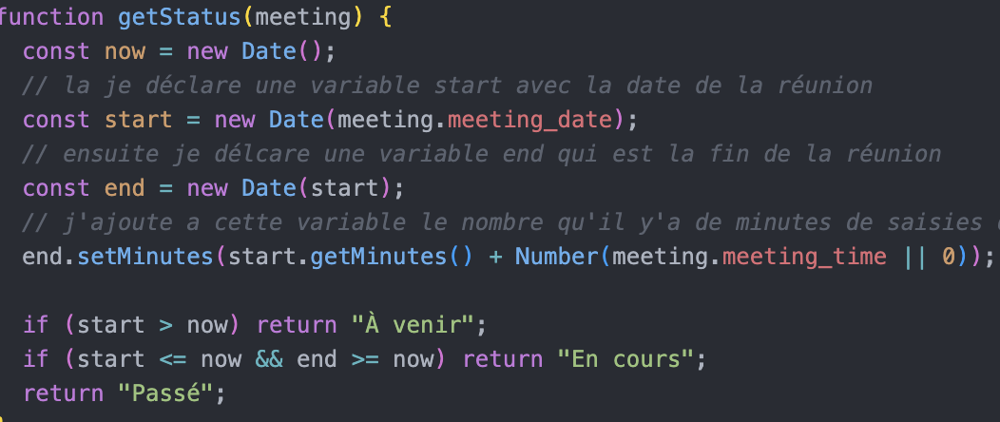 function getStatus(meeting) {
const now = new Date();
// la je déclare une variable start avec la date de la réunion
const start = new Date(meeting.meeting_date);
// ensuite je délcare une variable end qui est la fin de la réunion
const end = new Date(start);
// j'ajoute a cette variable le nombre qu'il y'a de minutes de saisies
end.setMinutes(start.getMinutes() + Number(meeting.meeting_time || 0));
if (start > now) return "À venir";
if (start <= now && end >= now) return "En cours";
return "Passé";